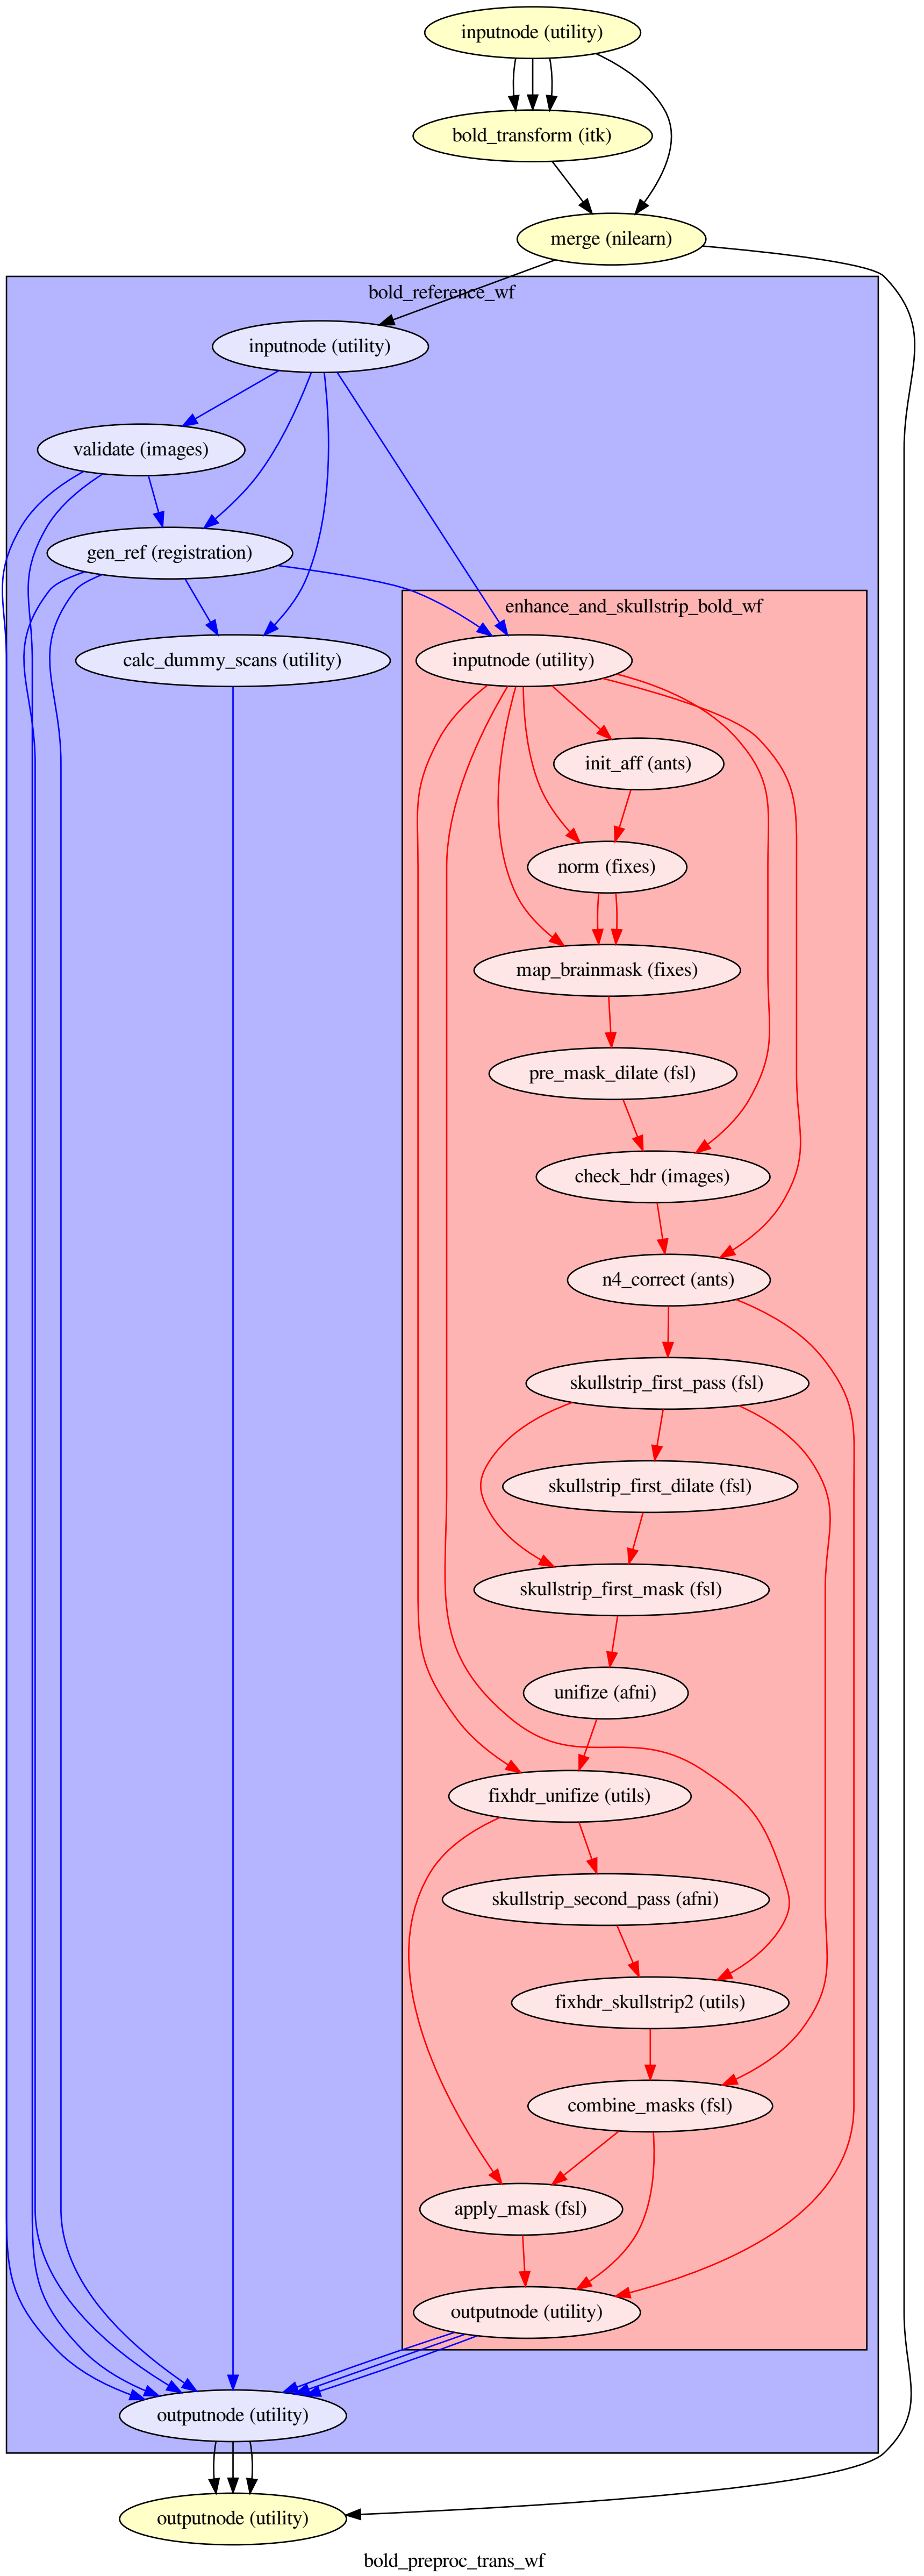 inputnode (utility)
bold_transform (itk)
merge (nilearn)
bold_reference_wf
inputnode (utility)
validate (images)
gen_ref (registration)
enhance_and_skullstrip_bold_wf
calc_dummy_scans (utility)
inputnode (utility)
init_aff (ants)
norm (fixes)
map_brainmask (fixes)
pre_mask_dilate (fsl)
check_hdr (images)
n4_correct (ants)
skullstrip_first_pass (fsl)
skullstrip_first_dilate (fsl)
skullstrip_first_mask (fsl)
unifize (afni)
fixhdr_unifize (utils)
skullstrip_second_pass (afni)
fixhdr_skullstrip2 (utils)
combine_masks (fsl)
apply_mask (fsl)
outputnode (utility)
outputnode (utility)
outputnode (utility)
bold_preproc_trans_wf